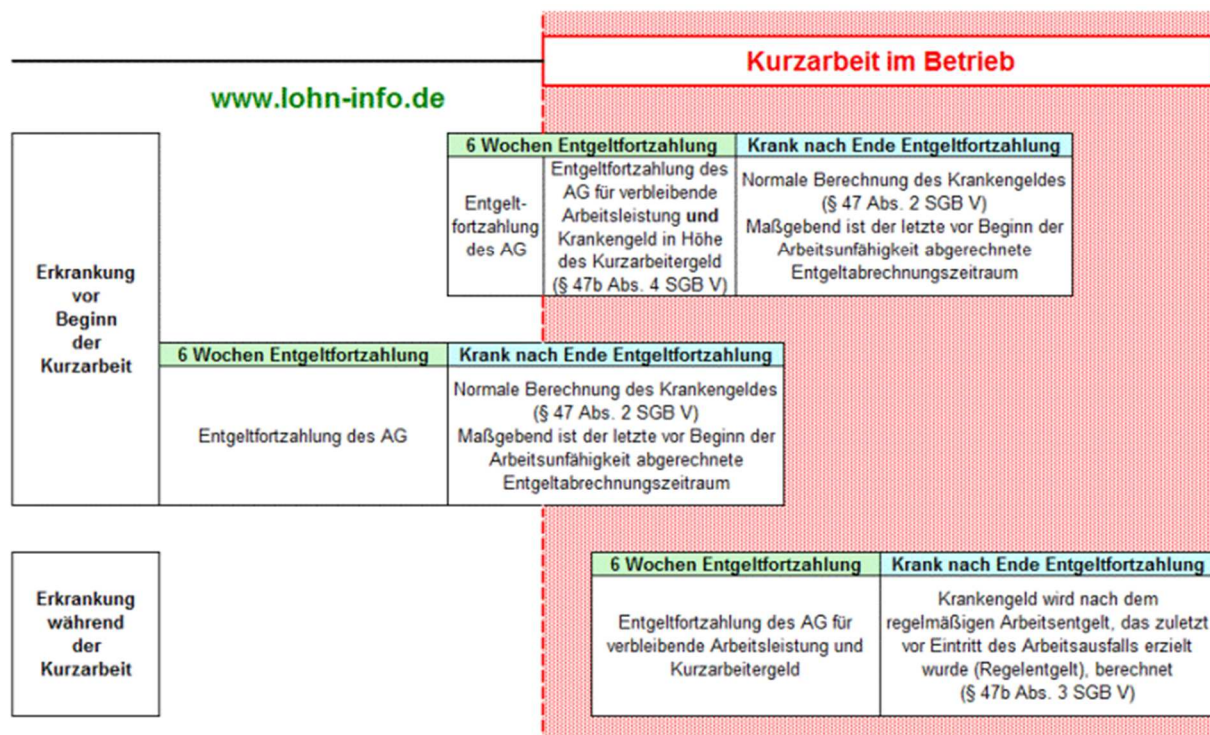 Kurzarbeit im Betrieb
www.lohn-info.de
Erkrankung
vor
Beginn
der
Kurzarbeit
6 Wochen Entgeltfortzahlung
Entgelt-
fortzahlung
des AG
Entgeltfortzahlung des
AG für verbleibende
Arbeitsleistung und
Krankengeld in Höhe
des Kurzarbeitergeld
(§ 47b Abs. 4 SGB V)
Krank nach Ende Entgeltfortzahlung
Normale Berechnung des Krankengeldes
(§ 47 Abs. 2 SGB V)
Maßgebend ist der letzte vor Beginn der
Arbeitsunfähigkeit abgerechnete
Entgeltabrechnungszeitraum
6 Wochen Entgeltfortzahlung
Entgeltfortzahlung des AG
Krank nach Ende Entgeltfortzahlung
Normale Berechnung des Krankengeldes
(§ 47 Abs. 2 SGB V)
Maßgebend ist der letzte vor Beginn der
Arbeitsunfähigkeit abgerechnete
Entgeltabrechnungszeitraum
Erkrankung
während
der
Kurzarbeit
6 Wochen Entgeltfortzahlung
Entgeltfortzahlung des AG für
verbleibende Arbeitsleistung und
Kurzarbeitergeld
Krank nach Ende Entgeltfortzahlung
Krankengeld wird nach dem
regelmäßigen Arbeitsentgelt, das zuletzt
vor Eintritt des Arbeitsausfalls erzielt
wurde (Regelentgelt), berechnet
(§ 47b Abs. 3 SGB V)